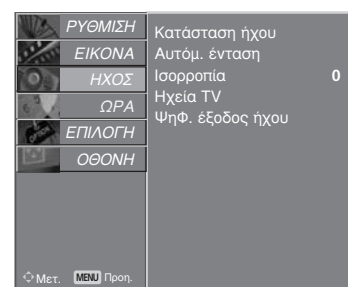 ΡΥΘΜΙΣΗ
ΕΙΚΟΝΑ
ΗΧΟΣ
ΩΡΑ
ΕΠΙΛΟΓΗ
ΟΘΟΝΗ
Κατάσταση ήχου
Αυτόμ. ένταση
Ισορροπία 0
Ηχεία TV
ΨηΦ. έξοδος ήχου
Μετ. MENU Προη.